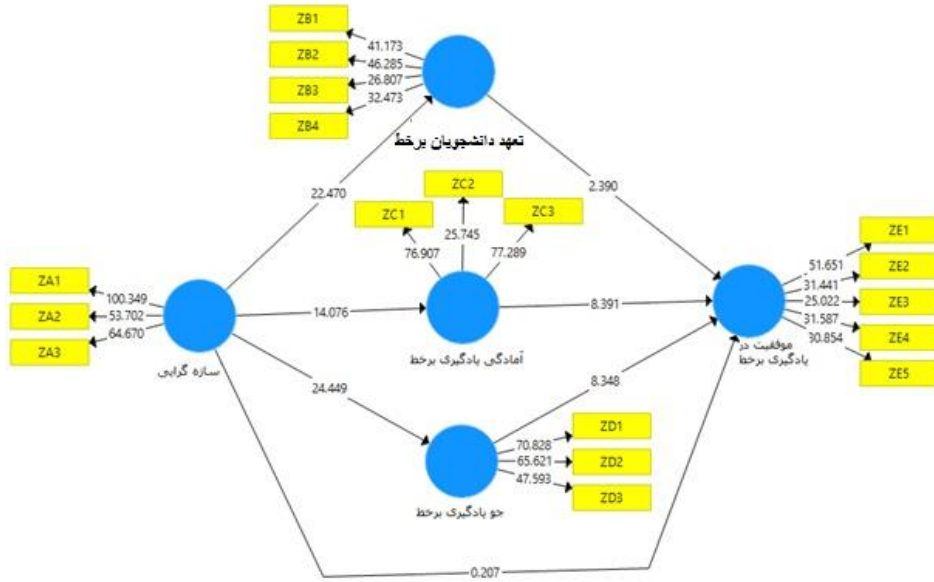 ZB1
ZB2
ZB3
ZB4
41.173
46.285
26.807
32.473
تعهد دانشجویان برخط
22.470
2.390
ZC1
ZC2
ZC3
76.907
25.745
77.289
ZA1
ZA2
ZA3
100.349
53.702
64.670
سازه گرایی
14.076
آمادگی یادگیری برخط
8.391
موفقیت در
یادگیری برخط
ZE1
ZE2
ZE3
ZE4
ZE5
51.651
31.441
25.022
31.587
30.854
24.449
8.348
جو یادگیری برخط
70.828
65.621
47.593
ZD1
ZD2
ZD3
0.207